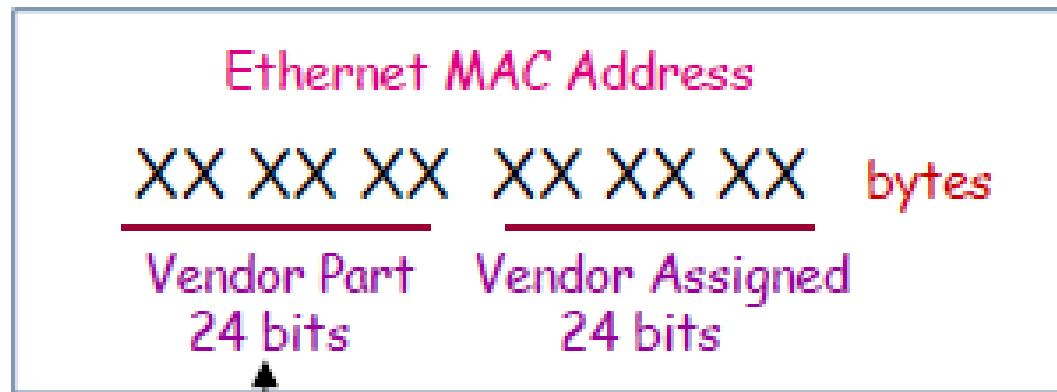 Ethernet MAC Address
XX XX XX XX XX XX bytes
Vendor Part Vendor Assigned
24 bits 24 bits